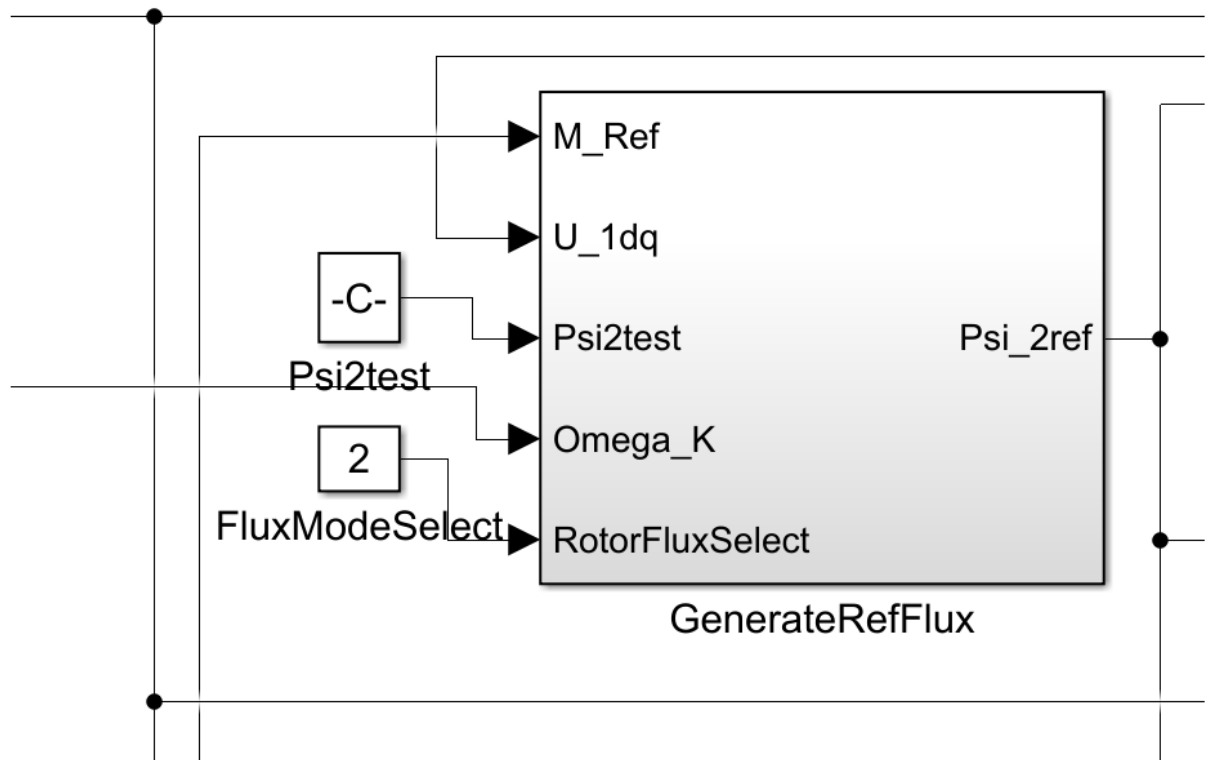 M_Ref
U_1dq
-C-
Psi2test
Psi2test
Psi_2ref
Omega_K
2
FluxModeSelect
RotorFluxSelect
GenerateRefFlux